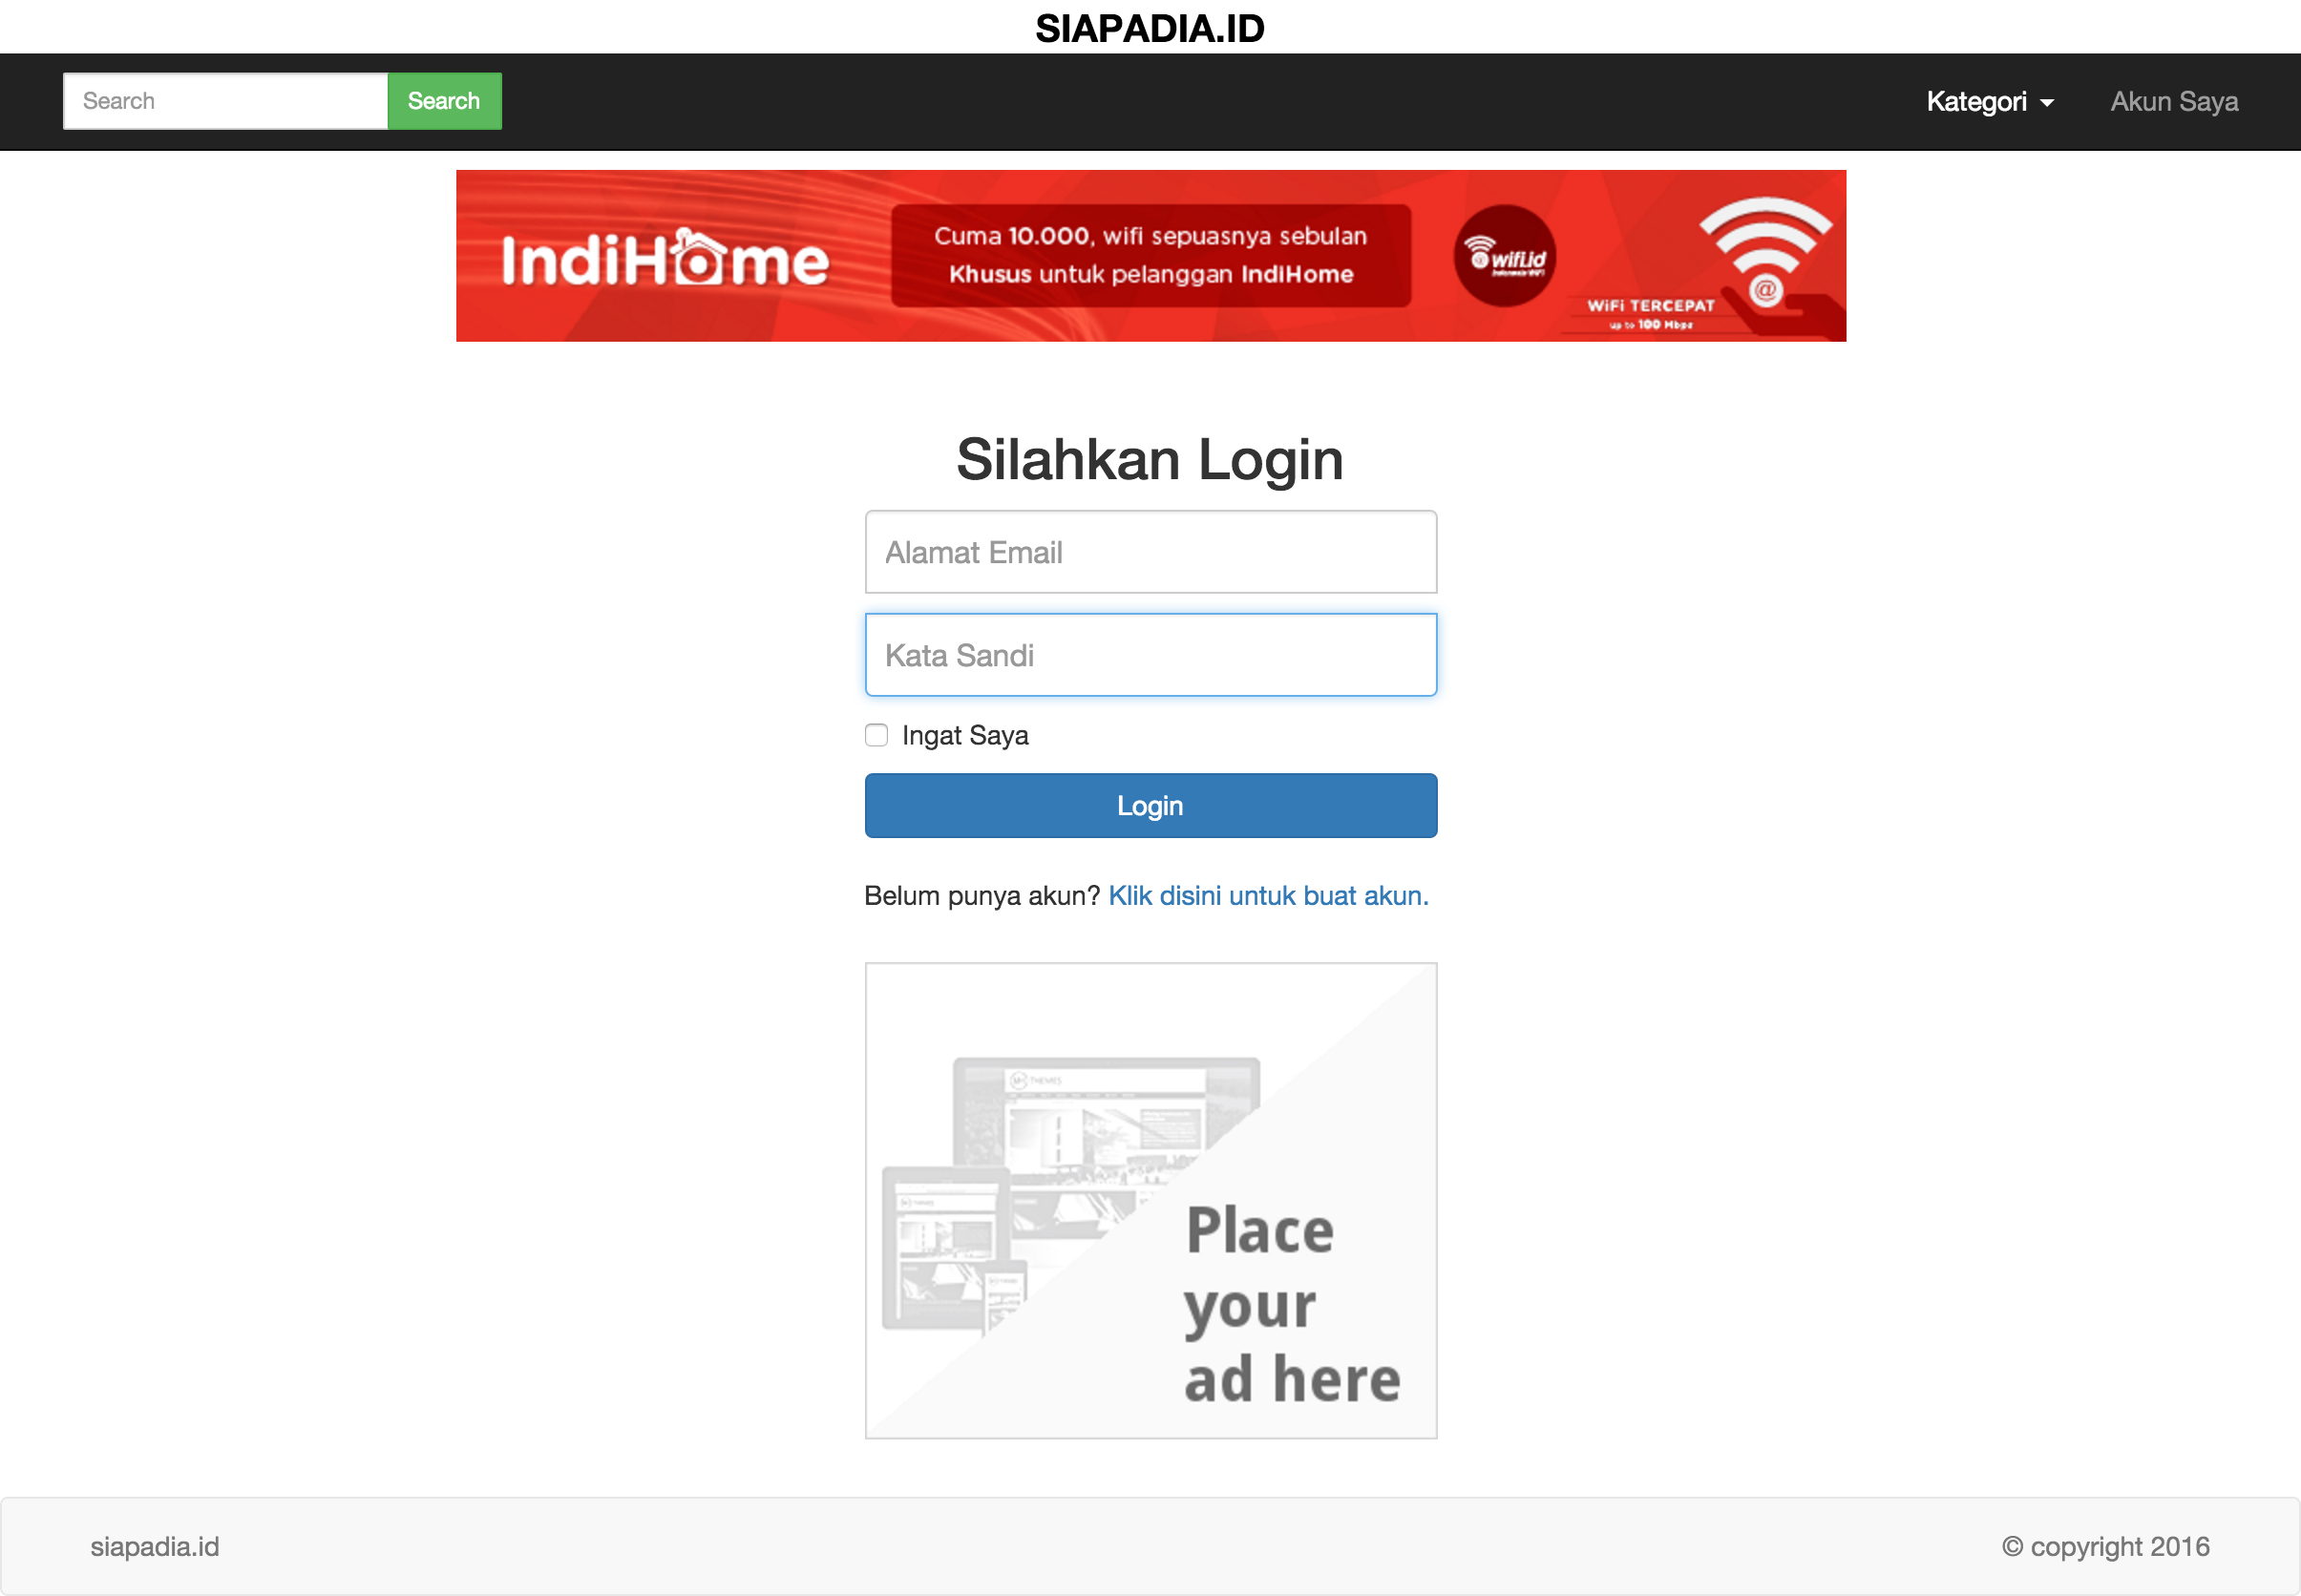 SIAPADIA.ID
Search
Search
Kategori
Akun Saya
IndiHome
Cuma 10.000, wifi sepuasnya sebulan
Khusus untuk pelanggan IndiHome
@wifi.id
WiFi TERCEPAT
up to 100 Mbps
@
Silahkan Login
Alamat Email
Kata Sandi
Ingat Saya
Login
Belum punya akun? Klik disini untuk buat akun.
THEMES
Place
your
ad here
siapadia.id
© copyright 2016